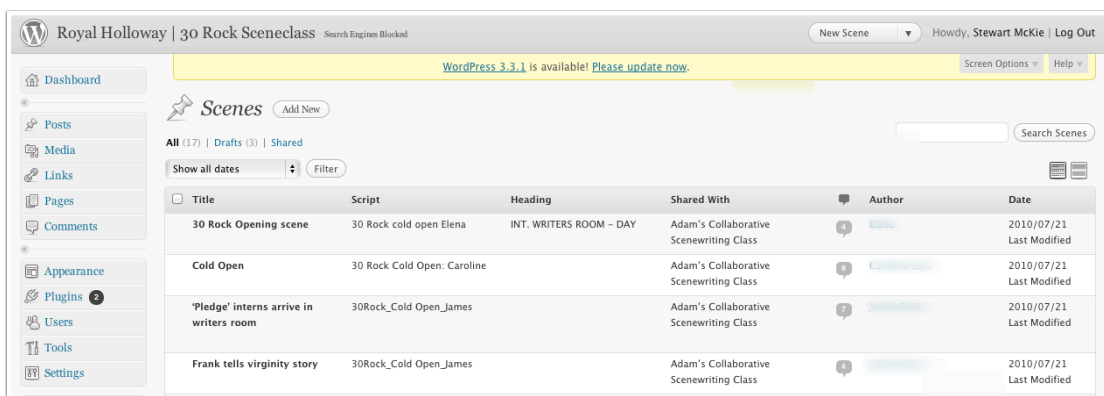 Royal Holloway | 30 Rock Sceneclass Search Engines Blocked New Scene Howdy, Stewart McKie | Log Out
WordPress 3.3.1 is available! Please update now. Screen Options Help
Dashboard
Posts
Media
Links
Pages
Comments
Appearance
Plugins 2
Users
Tools
Settings
Scenes Add New
Search Scenes
All (17) | Drafts (3) | Shared
Show all dates Filter
Title Script Heading Shared With Author Date
30 Rock Opening scene 30 Rock cold open Elena INT. WRITERS ROOM – DAY Adam's Collaborative 4 2010/07/21
Scenewriting Class Last Modified
Cold Open 30 Rock Cold Open: Caroline Adam's Collaborative 8 2010/07/21
Scenewriting Class Last Modified
'Pledge' interns arrive in 30Rock_Cold Open_James Adam's Collaborative 7 2010/07/21
writers room Scenewriting Class Last Modified
Frank tells virginity story 30Rock_Cold Open_James Adam's Collaborative 4 2010/07/21
Scenewriting Class Last Modified